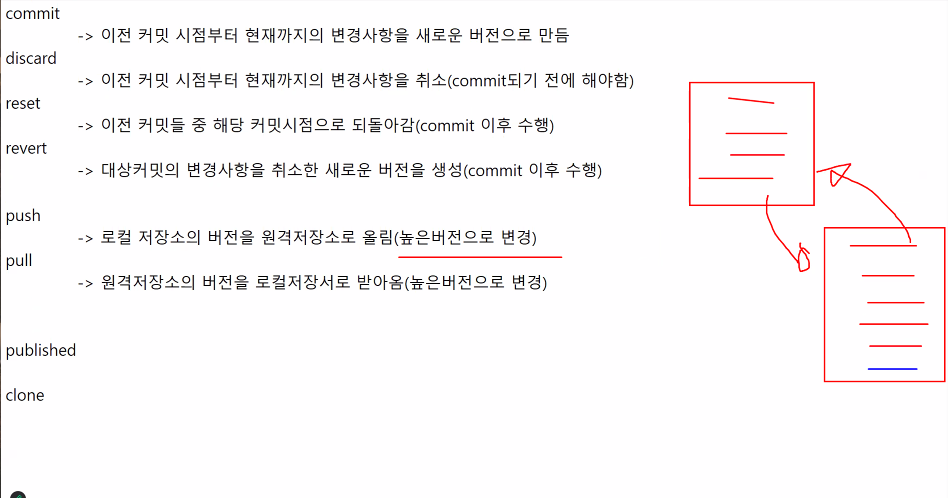 commit
-> 이전 커밋 시점부터 현재까지의 변경사항을 새로운 버전으로 만듬
discard
-> 이전 커밋 시점부터 현재까지의 변경사항을 취소(commit되기 전에 해야함)
reset
-> 이전 커밋들 중 해당 커밋시점으로 되돌아감(commit 이후 수행)
revert
-> 대상커밋의 변경사항을 취소한 새로운 버전을 생성(commit 이후 수행)
push
-> 로컬 저장소의 버전을 원격저장소로 올림(높은버전으로 변경)
pull
-> 원격저장소의 버전을 로컬저장서로 받아옴(높은버전으로 변경)
published
clone